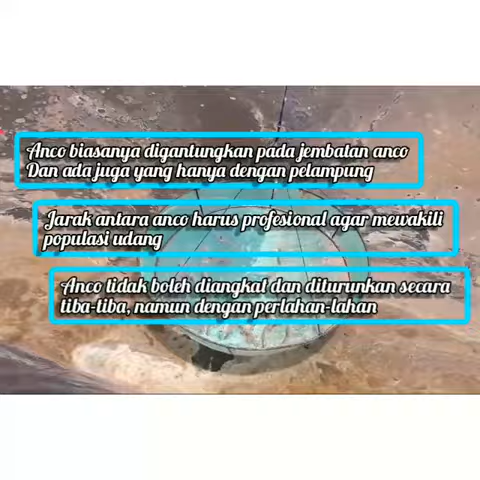 Anco biasanya digantungkan pada jembatan anco
Dan ada juga yang hanya dengan pelampung
Jarak antara anco harus profesional agar mewakili
populasi udang
Anco tidak boleh diangkat dan diturunkan secara
tiba-tiba, namun dengan perlahan-lahan